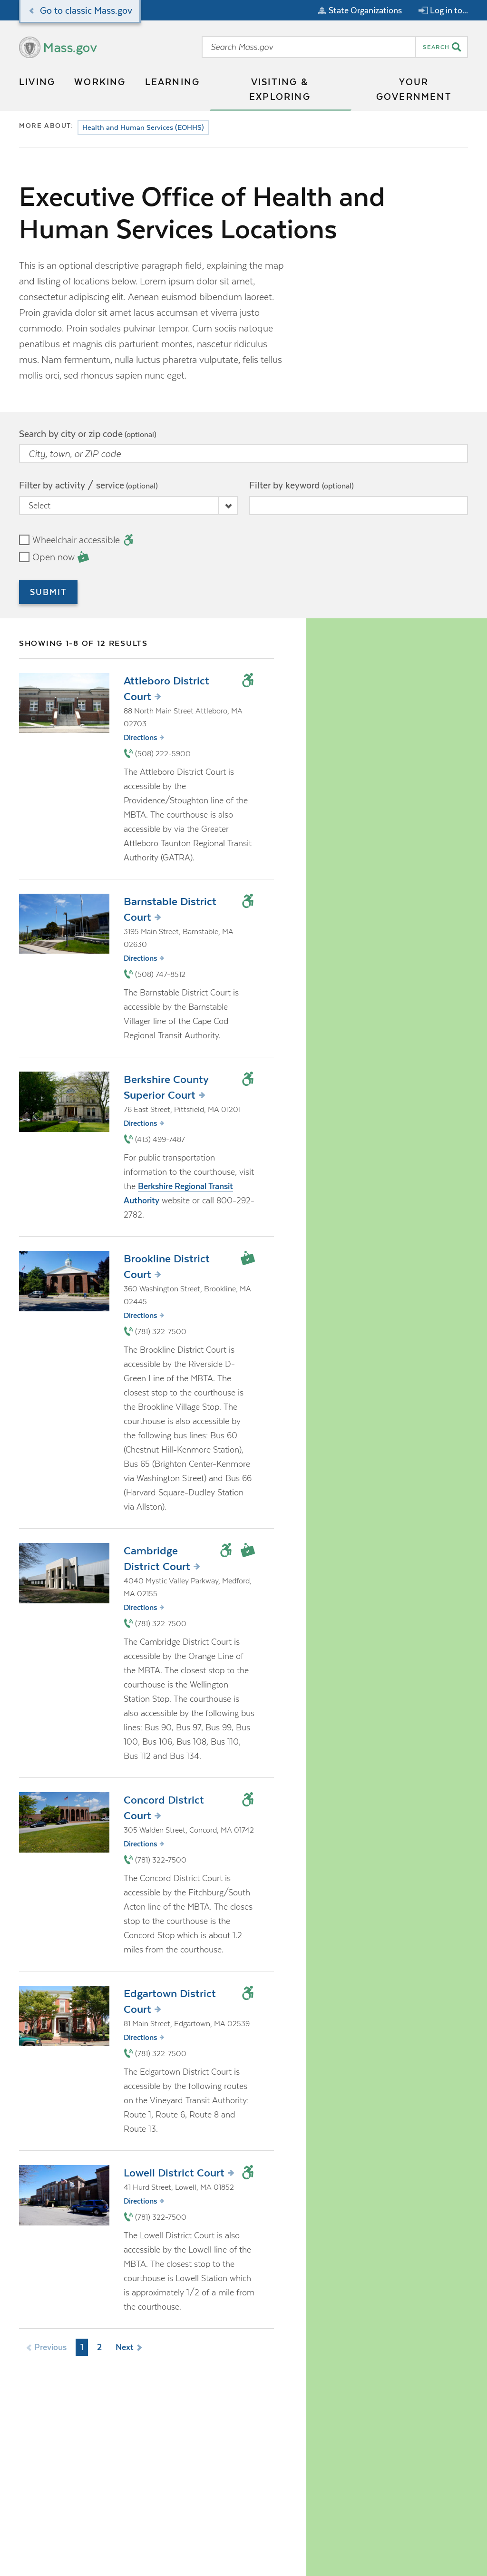 Go to classic Mass.gov
State Organizations
Log in to...
Mass.gov
Search Mass.gov
SEARCH
LIVING
WORKING
LEARNING
VISITING &
EXPLORING
YOUR
GOVERNMENT
MORE ABOUT:
Health and Human Services (EOHHS)
Executive Office of Health and
Human Services Locations
This is an optional descriptive paragraph field, explaining the map
and listing of locations below. Lorem ipsum dolor sit amet,
consectetur adipiscing elit. Aenean euismod bibendum laoreet.
Proin gravida dolor sit amet lacus accumsan et viverra justo
commodo. Proin sodales pulvinar tempor. Cum sociis natoque
penatibus et magnis dis parturient montes, nascetur ridiculus
mus. Nam fermentum, nulla luctus pharetra vulputate, felis tellus
mollis orci, sed rhoncus sapien nunc eget.
Search by city or zip code (optional)
City, town, or ZIP code
Filter by activity / service (optional)
Filter by keyword (optional)
Select
Wheelchair accessible
Open now
SUBMIT
SHOWING 1-8 OF 12 RESULTS
Attleboro District
Court
88 North Main Street Attleboro, MA
02703
Directions +
(508) 222-5900
The Attleboro District Court is
accessible by the
Providence/Stoughton line of the
MBTA. The courthouse is also
accessible by via the Greater
Attleboro Taunton Regional Transit
Authority (GATRA).
Barnstable District
Court
3195 Main Street, Barnstable, MA
02630
Directions +
(508) 747-8512
The Barnstable District Court is
accessible by the Barnstable
Villager line of the Cape Cod
Regional Transit Authority.
Berkshire County
Superior Court
76 East Street, Pittsfield, MA 01201
Directions +
(413) 499-7487
For public transportation
information to the courthouse, visit
the Berkshire Regional Transit
Authority website or call 800-292-
2782.
Brookline District
Court
360 Washington Street, Brookline, MA
02445
Directions +
(781) 322-7500
The Brookline District Court is
accessible by the Riverside D-
Green Line of the MBTA. The
closest stop to the courthouse is
the Brookline Village Stop. The
courthouse is also accessible by
the following bus lines: Bus 60
(Chestnut Hill-Kenmore Station),
Bus 65 (Brighton Center-Kenmore
via Washington Street) and Bus 66
(Harvard Square-Dudley Station
via Allston).
Cambridge
District Court
4040 Mystic Valley Parkway, Medford,
MA 02155
Directions +
(781) 322-7500
The Cambridge District Court is
accessible by the Orange Line of
the MBTA. The closest stop to the
courthouse is the Wellington
Station Stop. The courthouse is
also accessible by the following bus
lines: Bus 90, Bus 97, Bus 99, Bus
100, Bus 106, Bus 108, Bus 110,
Bus 112 and Bus 134.
Concord District
Court
305 Walden Street, Concord, MA 01742
Directions +
(781) 322-7500
The Concord District Court is
accessible by the Fitchburg/South
Acton line of the MBTA. The closes
stop to the courthouse is the
Concord Stop which is about 1.2
miles from the courthouse.
Edgartown District
Court
81 Main Street, Edgartown, MA 02539
Directions +
(781) 322-7500
The Edgartown District Court is
accessible by the following routes
on the Vineyard Transit Authority:
Route 1, Route 6, Route 8 and
Route 13.
Lowell District Court
41 Hurd Street, Lowell, MA 01852
Directions +
(781) 322-7500
The Lowell District Court is also
accessible by the Lowell line of the
MBTA. The closest stop to the
courthouse is Lowell Station which
is approximately 1/2 of a mile from
the courthouse.
Previous
1
2
Next